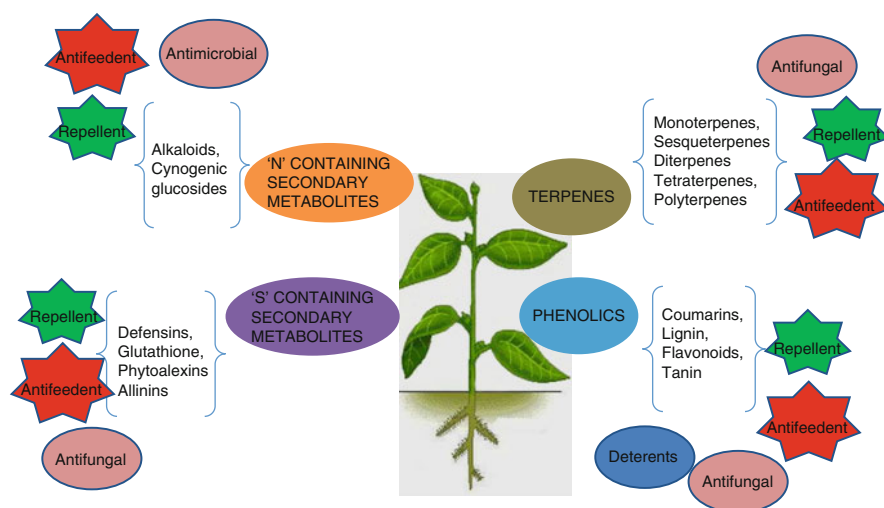 Antifeedent
Antimicrobial
Repellent
Alkaloids,
Cynogenic
glucosides
'N' CONTAINING
SECONDARY
METABOLITES
Antifungal
Monoterpenes,
Sesqueterpenes
Diterpenes
Tetraterpenes,
Polyterpenes
Repellent
Antifeedent
TERPENES
Repellent
Antifeedent
Antifungal
Defensins,
Glutathione,
Phytoalexins
Allinins
'S' CONTAINING
SECONDARY
METABOLITES
PHENOLICS
Coumarins,
Lignin,
Flavonoids,
Tanin
Repellent
Antifeedent
Deterents
Antifungal